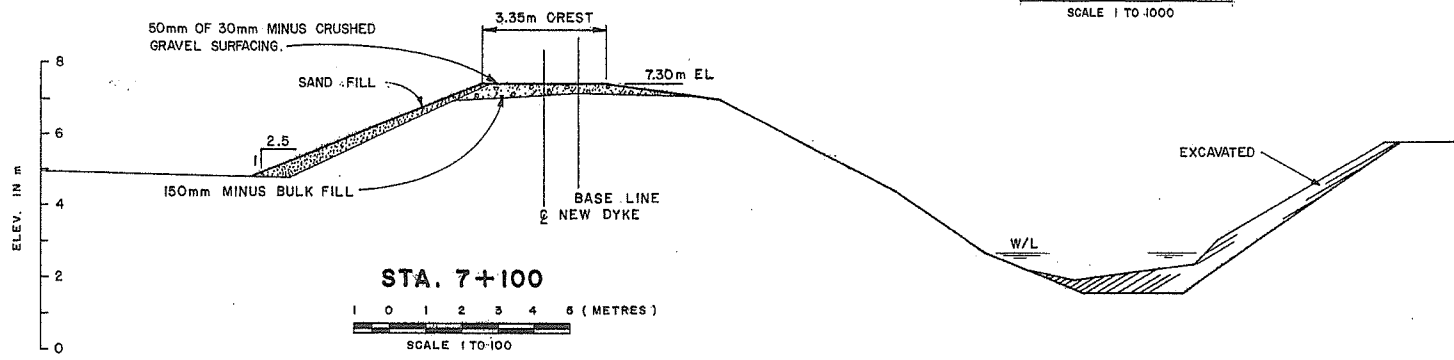 SCALE 1 TO 1000
3.35m CREST
50mm OF 30mm MINUS CRUSHED
GRAVEL SURFACING.
8
7.30m EL
SAND FILL
6
2.5
1
EXCAVATED
150mm MINUS BULK FILL
4
BASE LINE
℄ NEW DYKE
ELEV. IN m
W/L
2
STA. 7+100
1 0 1 2 3 4 5 (METRES)
SCALE 1 TO 100
0